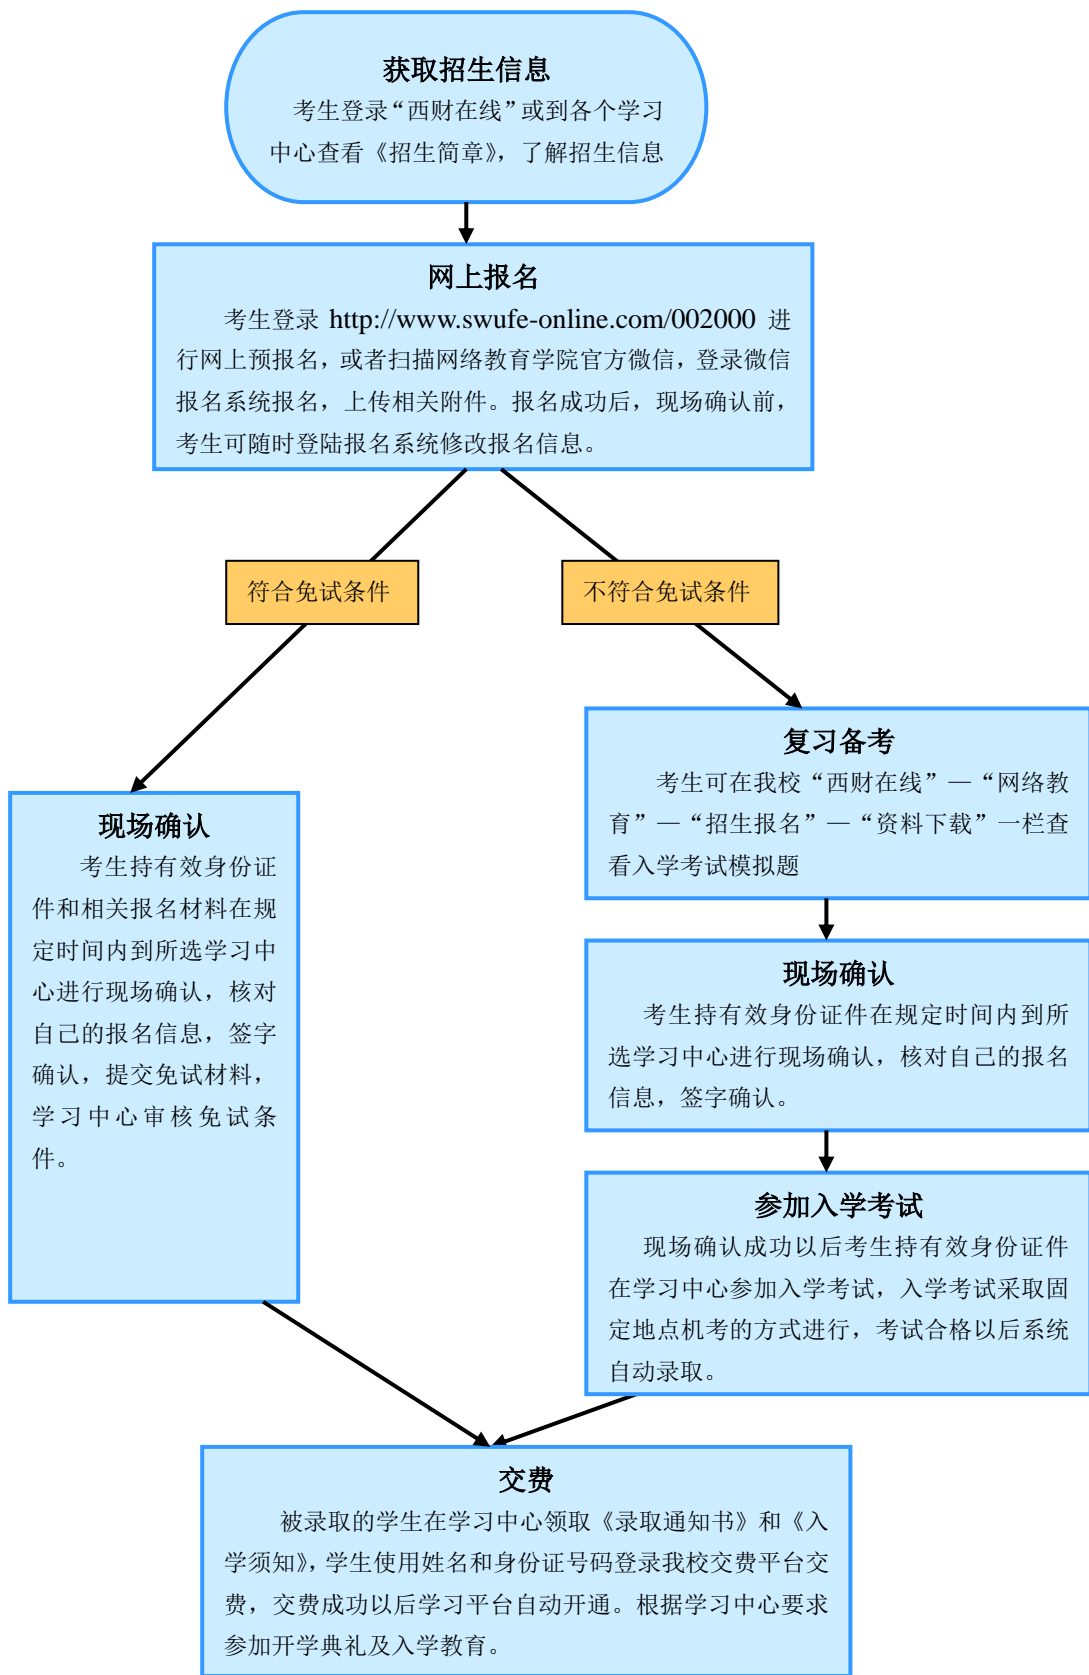 获取招生信息
考生登录“西财在线”或到各个学习
中心查看《招生简章》，了解招生信息
网上报名
考生登录 http://www.swufe-online.com/002000 进
行网上预报名，或者扫描网络教育学院官方微信，登录微信
报名系统报名，上传相关附件。报名成功后，现场确认前，
考生可随时登陆报名系统修改报名信息。
符合免试条件
不符合免试条件
现场确认
考生持有效身份证
件和相关报名材料在规
定时间内到所选学习中
心进行现场确认，核对
自己的报名信息，签字
确认，提交免试材料，
学习中心审核免试条
件。
复习备考
考生可在我校“西财在线”—“网络教
育”—“招生报名”—“资料下载”一栏查
看入学考试模拟题
现场确认
考生持有效身份证件在规定时间内到所
选学习中心进行现场确认，核对自己的报名
信息，签字确认。
参加入学考试
现场确认成功以后考生持有效身份证件
在学习中心参加入学考试，入学考试采取固
定地点机考的方式进行，考试合格以后系统
自动录取。
交费
被录取的学生在学习中心领取《录取通知书》和《入
学须知》，学生使用姓名和身份证号码登录我校交费平台交
费，交费成功以后学习平台自动开通。根据学习中心要求
参加开学典礼及入学教育。